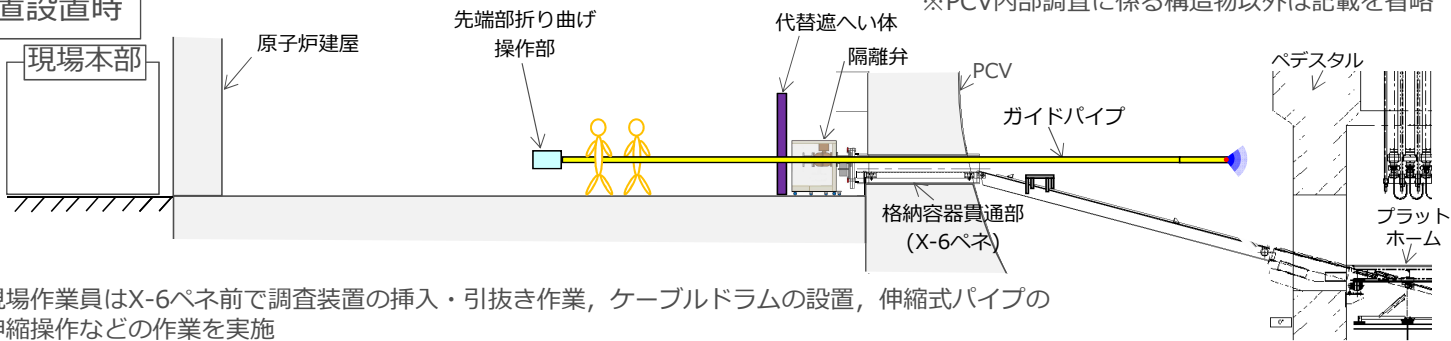 置設置時
※PCV内部調査に係る構造物以外は記載を省略
現場本部
原子炉建屋
先端部折り曲げ
操作部
代替遮へい体
隔離弁
PCV
ガイドパイプ
ペデスタル
格納容器貫通部
(X-6ペネ)
プラット
ホーム
現場作業員はX-6ペネ前で調査装置の挿入・引抜き作業，ケーブルドラムの設置，伸縮式パイプの
伸縮操作などの作業を実施